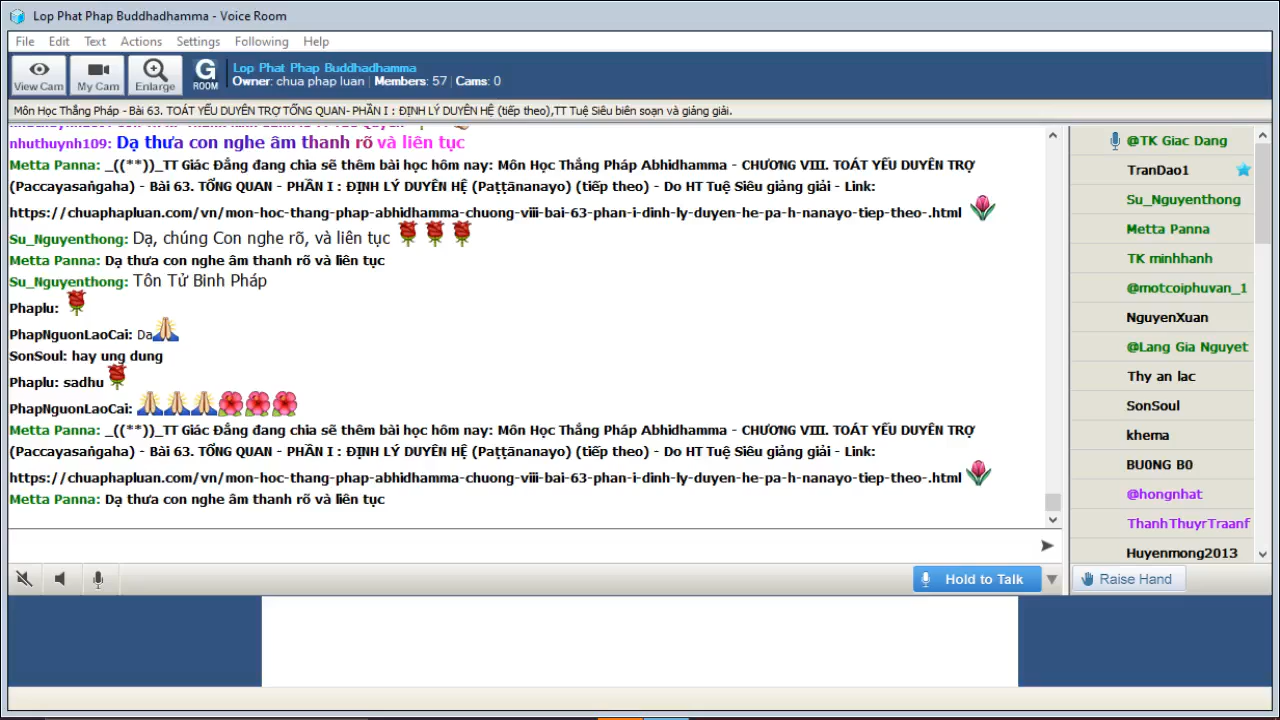 Lop Phat Phap Buddhadhamma - Voice Room
File Edit Text Actions Settings Following Help
View Cam My Cam Enlarge G ROOM
Lop Phat Phap Buddhadhamma
Owner: chua phap luan | Members: 57 | Cams: 0
Môn Học Thắng Pháp - Bài 63. TOÁT YẾU DUYÊN TRỢ TỔNG QUAN- PHẦN I : ĐỊNH LÝ DUYÊN HỆ (tiếp theo),TT Tuệ Siêu biên soạn và giảng giải.
nhuthuynh109: Dạ thưa con nghe âm thanh rõ và liên tục
Metta Panna: _((**))_TT Giác Đẳng đang chia sẽ thêm bài học hôm nay: Môn Học Thắng Pháp Abhidhamma - CHƯƠNG VIII. TOÁT YẾU DUYÊN TRỢ
(Paccayasaṅgaha) - Bài 63. TỔNG QUAN - PHẦN I : ĐỊNH LÝ DUYÊN HỆ (Paṭṭānanayo) (tiếp theo) - Do HT Tuệ Siêu giảng giải - Link:
https://chuaphapluan.com/vn/mon-hoc-thang-phap-abhidhamma-chuong-viii-bai-63-phan-i-dinh-ly-duyen-he-pa-h-nanayo-tiep-theo-.html
Su_Nguyenthong: Dạ, chúng Con nghe rõ, và liên tục
Metta Panna: Dạ thưa con nghe âm thanh rõ và liên tục
Su_Nguyenthong: Tôn Tử Binh Pháp
Phaplu:
PhapNguonLaoCai: Da
SonSoul: hay ung dung
Phaplu: sadhu
PhapNguonLaoCai:
Metta Panna: _((**))_TT Giác Đẳng đang chia sẽ thêm bài học hôm nay: Môn Học Thắng Pháp Abhidhamma - CHƯƠNG VIII. TOÁT YẾU DUYÊN TRỢ
(Paccayasaṅgaha) - Bài 63. TỔNG QUAN - PHẦN I : ĐỊNH LÝ DUYÊN HỆ (Paṭṭānanayo) (tiếp theo) - Do HT Tuệ Siêu giảng giải - Link:
https://chuaphapluan.com/vn/mon-hoc-thang-phap-abhidhamma-chuong-viii-bai-63-phan-i-dinh-ly-duyen-he-pa-h-nanayo-tiep-theo-.html
Metta Panna: Dạ thưa con nghe âm thanh rõ và liên tục
@TK Giac Dang
TranDao1
Su_Nguyenthong
Metta Panna
TK minhhanh
@motcoiphuvan_1
NguyenXuan
@Lang Gia Nguyet
Thy an lac
SonSoul
khema
BU0NG B0
@hongnhat
ThanhThuyrTraanf
Huyenmong2013
Hold to Talk
Raise Hand